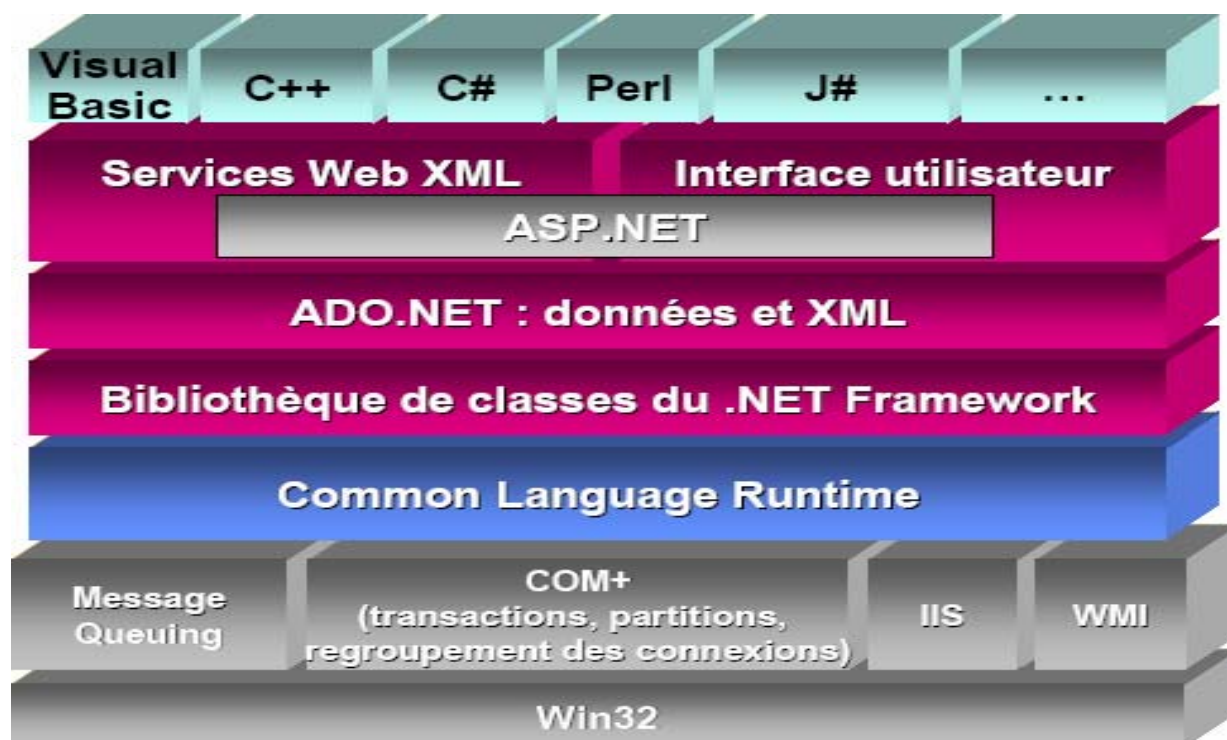 Visual
Basic
C++
C#
Perl
J#
...
Services Web XML
Interface utilisateur
ASP.NET
ADO.NET : données et XML
Bibliothèque de classes du .NET Framework
Common Language Runtime
Message
Queuing
COM+
(transactions, partitions,
regroupement des connexions)
IIS
WMI
Win32